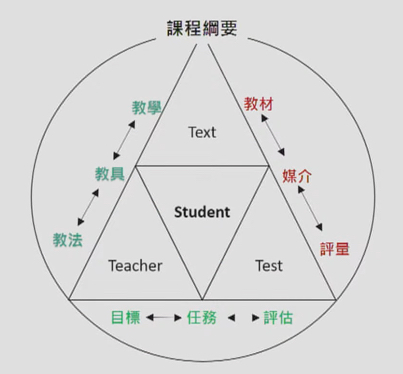 課程綱要
教學
教材
Text
教具
媒介
Student
教法
評量
Teacher
Test
目標
任務
評估